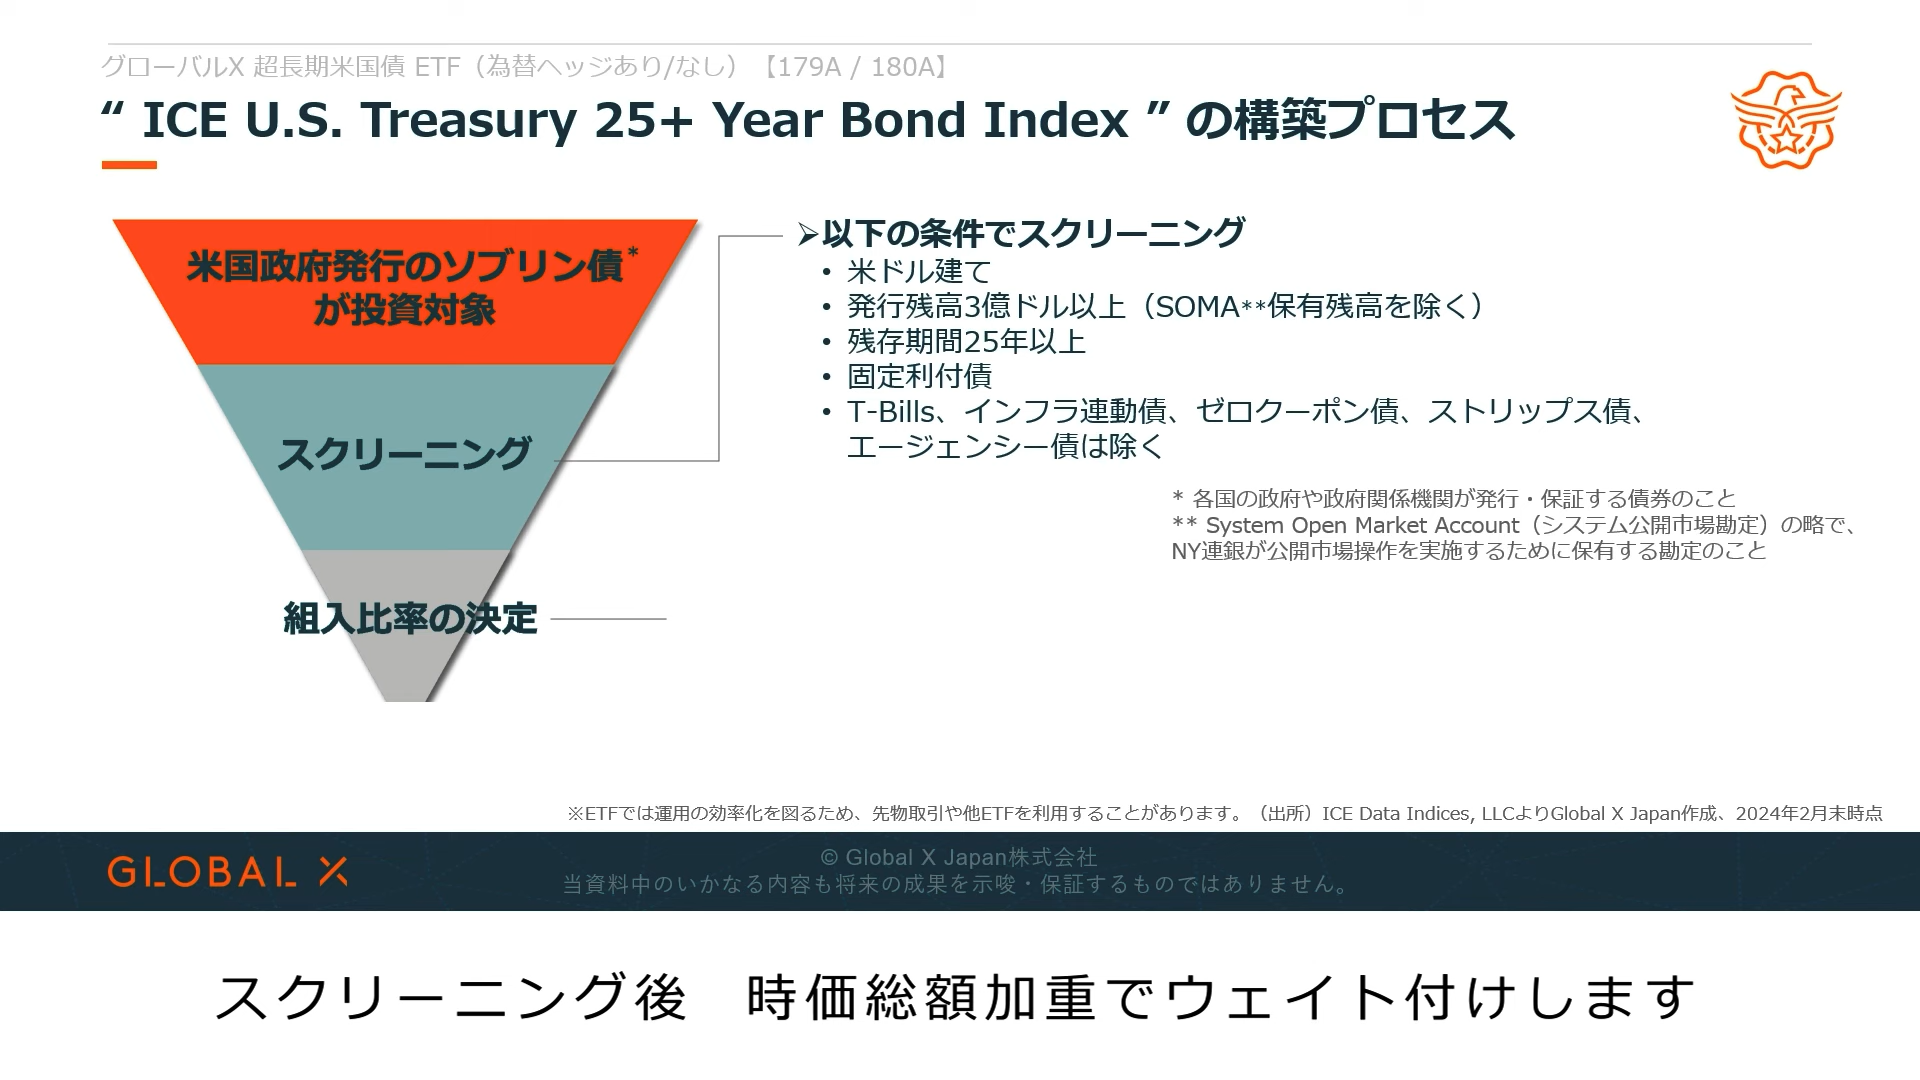 グローバルX 超長期米国債 ETF（為替ヘッジあり/なし）【179A / 180A】
“ ICE U.S. Treasury 25+ Year Bond Index ” の構築プロセス
米国政府発行のソブリン債*
が投資対象
スクリーニング
組入比率の決定
➢以下の条件でスクリーニング
• 米ドル建て
• 発行残高3億ドル以上（SOMA**保有残高を除く）
• 残存期間25年以上
• 固定利付債
• T-Bills、インフラ連動債、ゼロクーポン債、ストリップス債、
エージェンシー債は除く
* 各国の政府や政府関係機関が発行・保証する債券のこと
** System Open Market Account（システム公開市場勘定）の略で、
NY連銀が公開市場操作を実施するために保有する勘定のこと
※ETFでは運用の効率化を図るため、先物取引や他ETFを利用することがあります。（出所）ICE Data Indices, LLCよりGlobal X Japan作成、2024年2月末時点
GLOBAL X
© Global X Japan株式会社
当資料中のいかなる内容も将来の成果を示唆・保証するものではありません。
スクリーニング後　時価総額加重でウェイト付けします